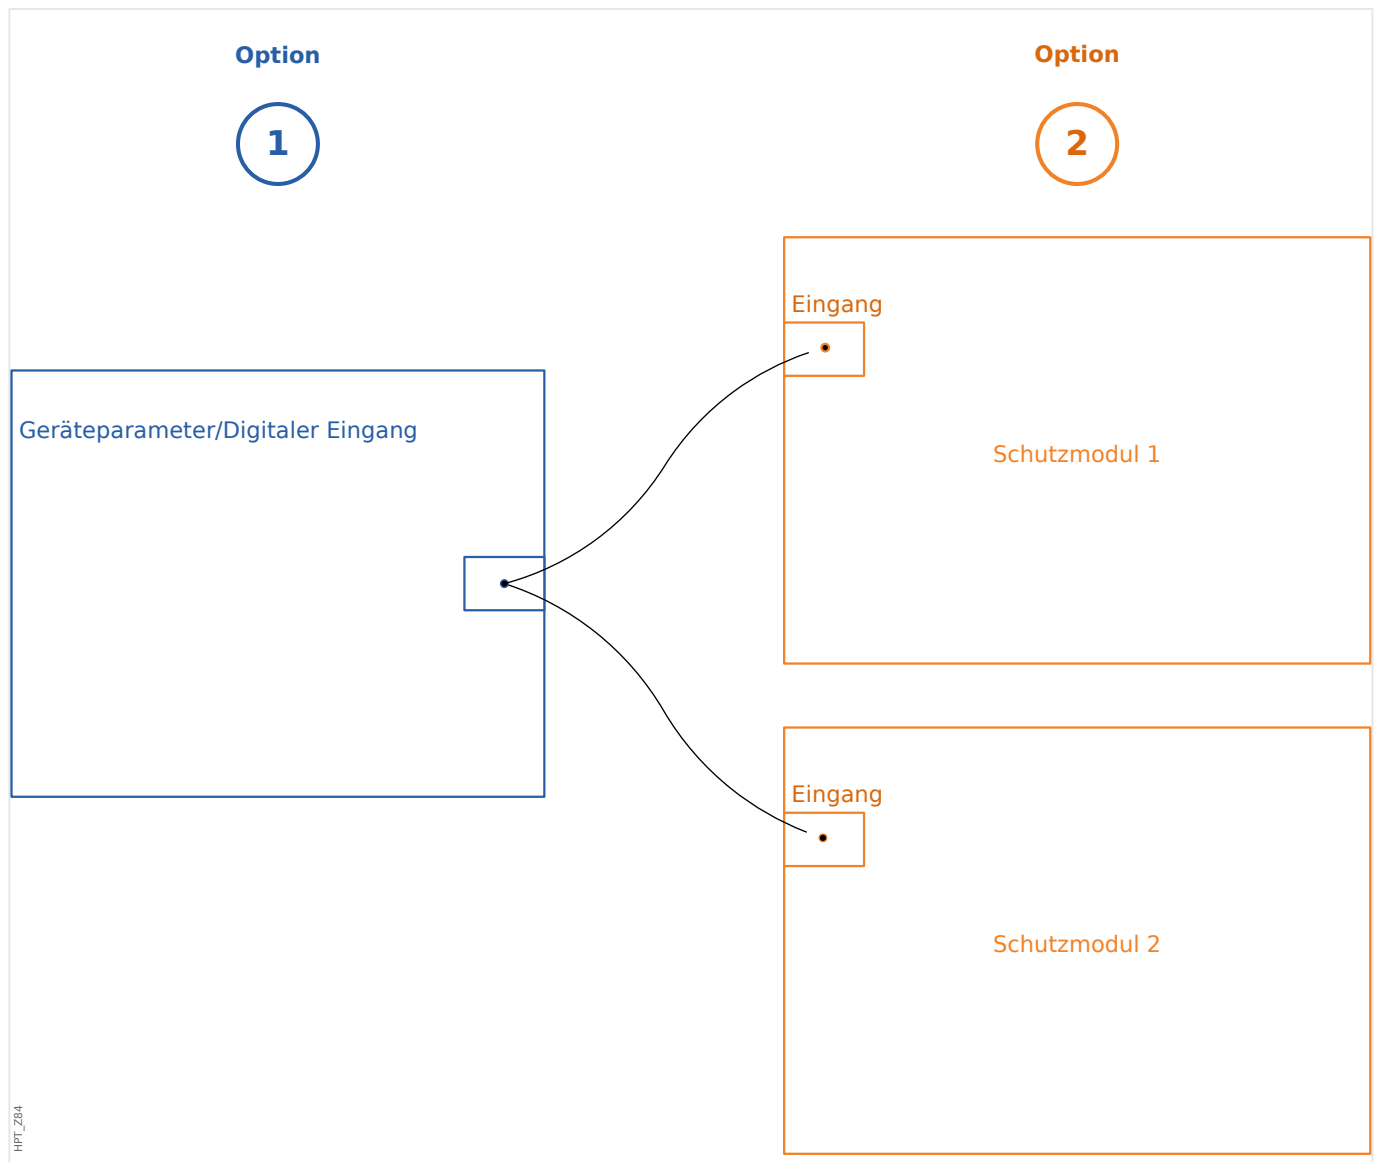 Option
1
Option
2
Geräteparameter/Digitaler Eingang
Eingang
Schutzmodul 1
Eingang
Schutzmodul 2
HPT_Z84